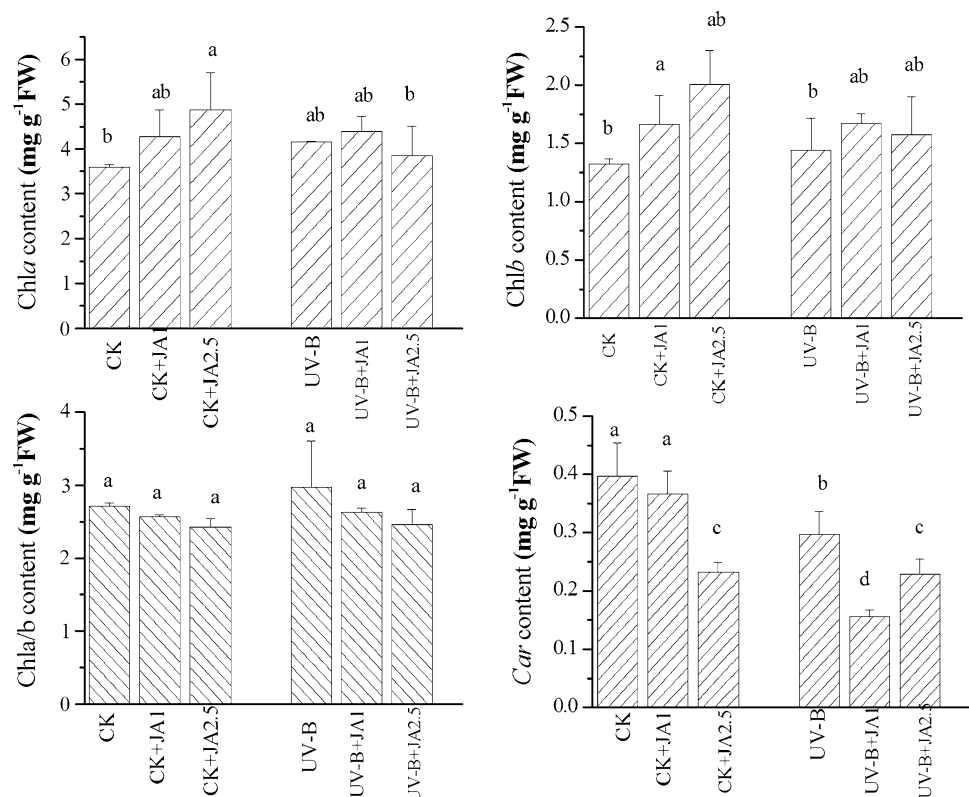 Chla content (mg g-1FW)
6
5
4
3
2
1
0
b
ab
a
ab
ab
b
CK
CK+JA1
CK+JA2.5
UV-B
UV-B+JA1
UV-B+JA2.5
Chlb content (mg g-1FW)
2.5
2.0
1.5
1.0
0.5
0.0
b
a
ab
b
ab
ab
CK
CK+JA1
CK+JA2.5
UV-B
UV-B+JA1
UV-B+JA2.5
Chla/b content (mg g-1FW)
4
3
2
1
0
a
a
a
a
a
a
CK
CK+JA1
CK+JA2.5
UV-B
UV-B+JA1
UV-B+JA2.5
Car content (mg g-1FW)
0.5
0.4
0.3
0.2
0.1
0.0
a
a
c
b
d
c
CK
CK+JA1
CK+JA2.5
UV-B
UV-B+JA1
UV-B+JA2.5